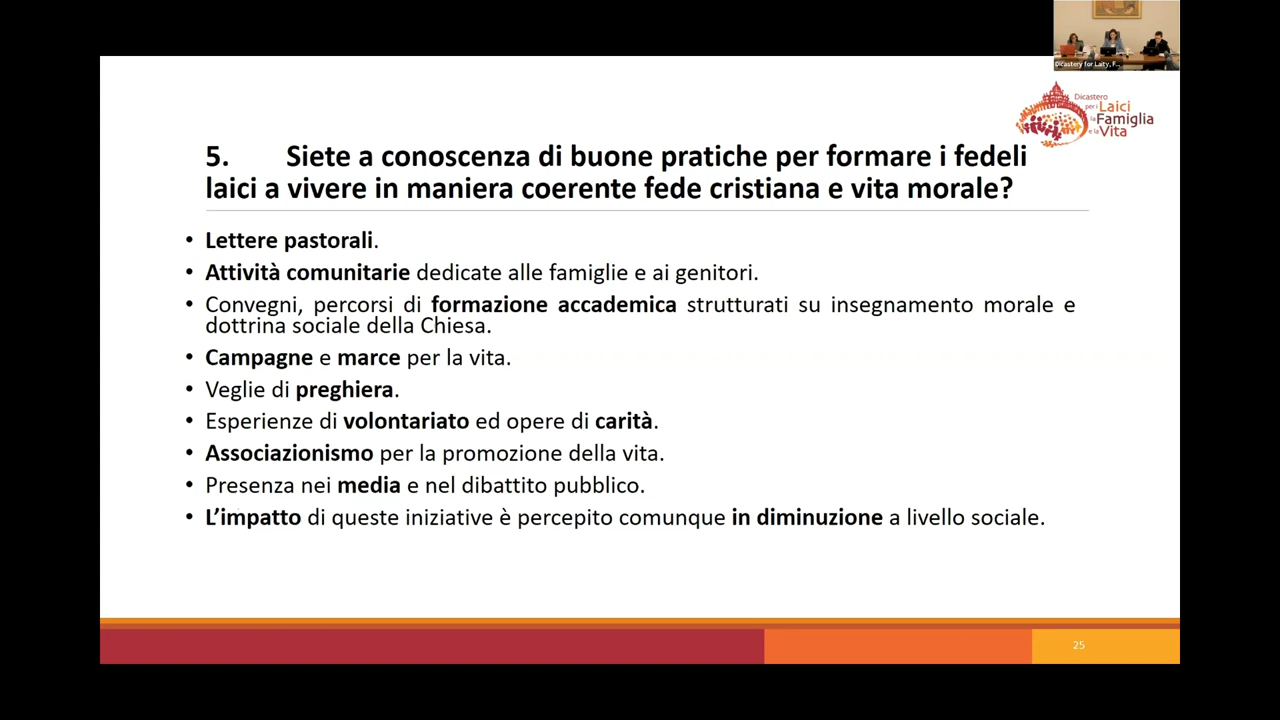 Dicastery for Laity, F...
Dicastero
per i Laici
la Famiglia
e la Vita
5. Siete a conoscenza di buone pratiche per formare i fedeli
laici a vivere in maniera coerente fede cristiana e vita morale?
• Lettere pastorali.
• Attività comunitarie dedicate alle famiglie e ai genitori.
• Convegni, percorsi di formazione accademica strutturati su insegnamento morale e
dottrina sociale della Chiesa.
• Campagne e marce per la vita.
• Veglie di preghiera.
• Esperienze di volontariato ed opere di carità.
• Associazionismo per la promozione della vita.
• Presenza nei media e nel dibattito pubblico.
• L’impatto di queste iniziative è percepito comunque in diminuzione a livello sociale.
25